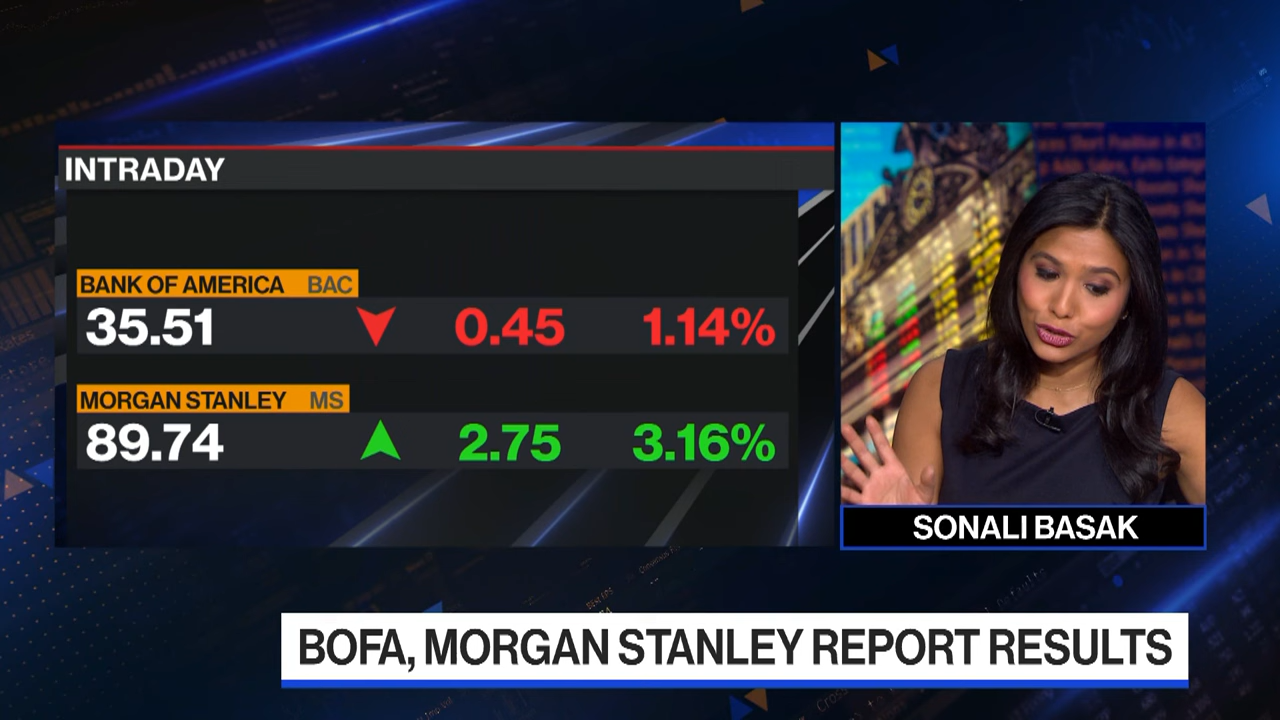 INTRADAY
BANK OF AMERICA BAC
35.51 0.45 1.14%
MORGAN STANLEY MS
89.74 2.75 3.16%
SONALI BASAK
BOFA, MORGAN STANLEY REPORT RESULTS